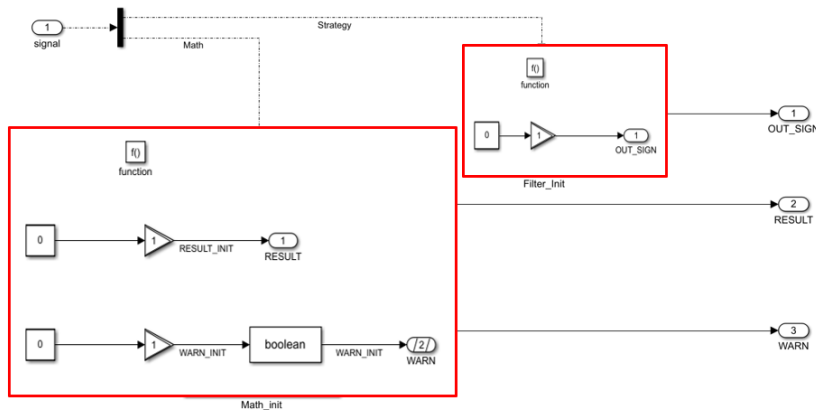 1
signal
Strategy
Math
f()
function
0
1
1
OUT_SIGN
Filter_Init
1
OUT_SIGN
f()
function
0
1
RESULT_INIT
1
RESULT
2
RESULT
0
1
WARN_INIT
boolean
WARN_INIT
/2/
WARN
3
WARN
Math_init